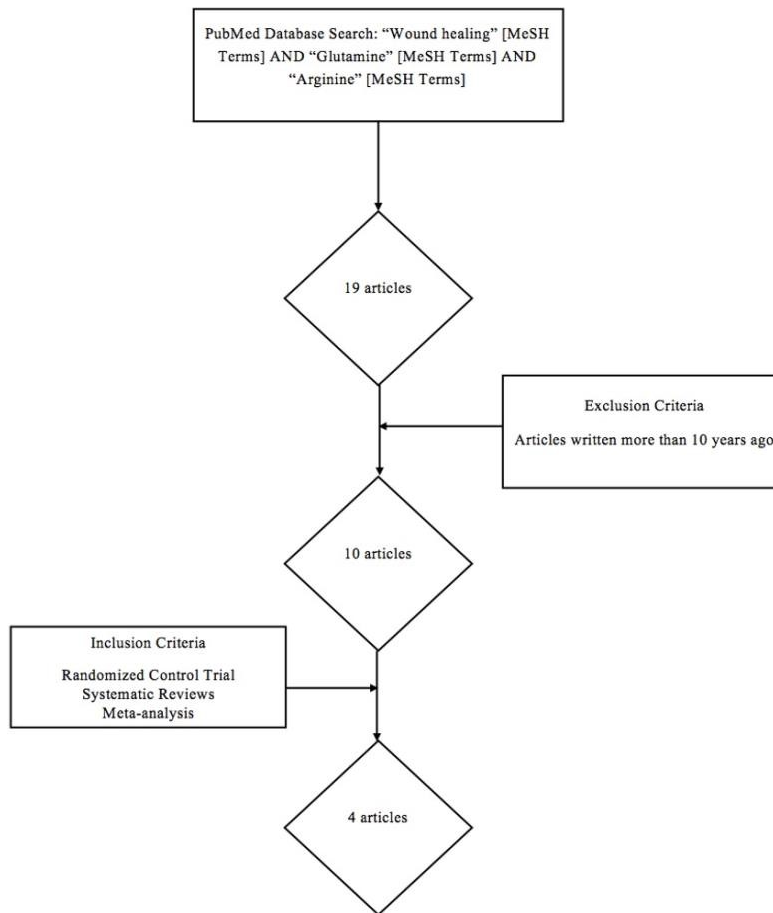 PubMed Database Search: “Wound healing” [MeSH
Terms] AND “Glutamine” [MeSH Terms] AND
“Arginine” [MeSH Terms]
19 articles
Exclusion Criteria
Articles written more than 10 years ago
10 articles
Inclusion Criteria
Randomized Control Trial
Systematic Reviews
Meta-analysis
4 articles